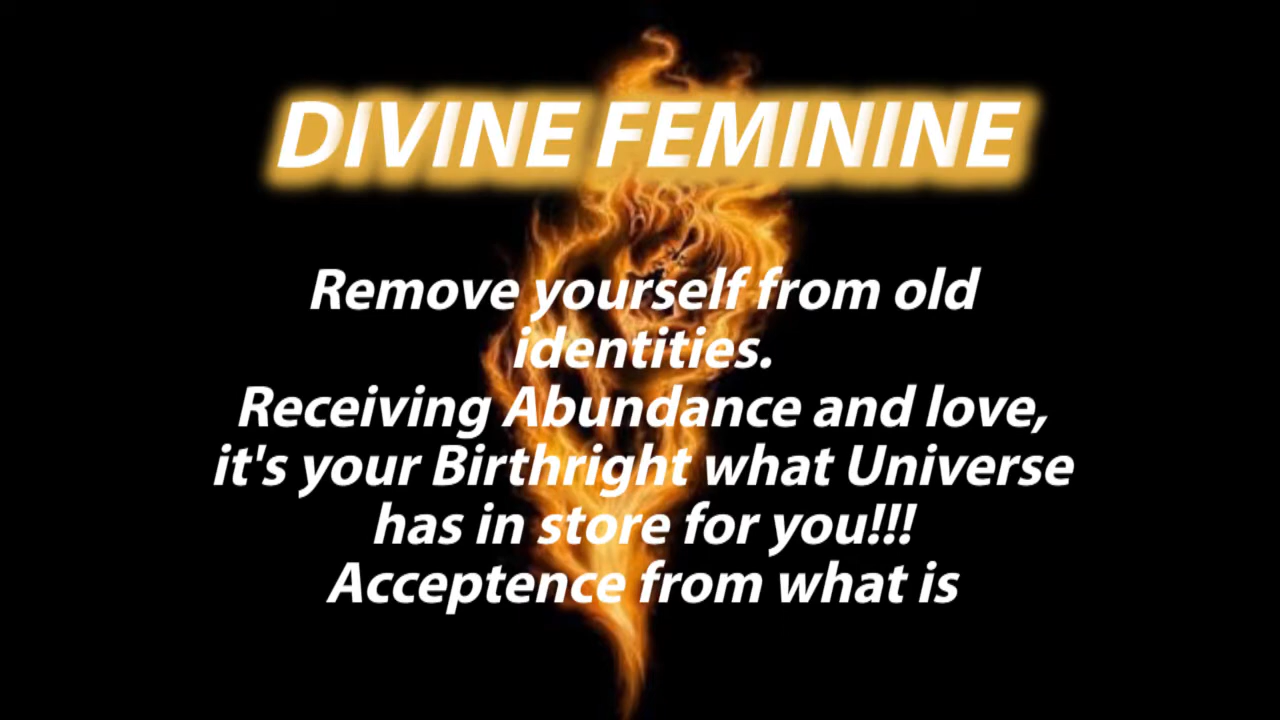 DIVINE FEMININE
Remove yourself from old
identities.
Receiving Abundance and love,
it's your Birthright what Universe
has in store for you!!!
Acceptence from what is